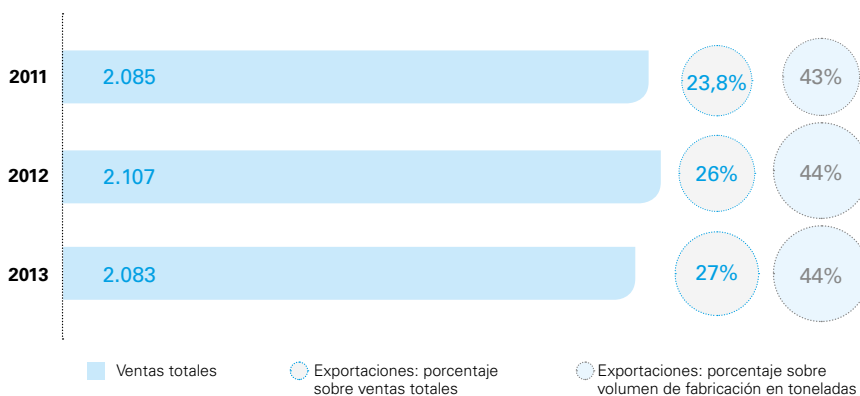 2011 2.085 23,8% 43%
2012 2.107 26% 44%
2013 2.083 27% 44%
Ventas totales
Exportaciones: porcentaje
sobre ventas totales
Exportaciones: porcentaje sobre
volumen de fabricación en toneladas